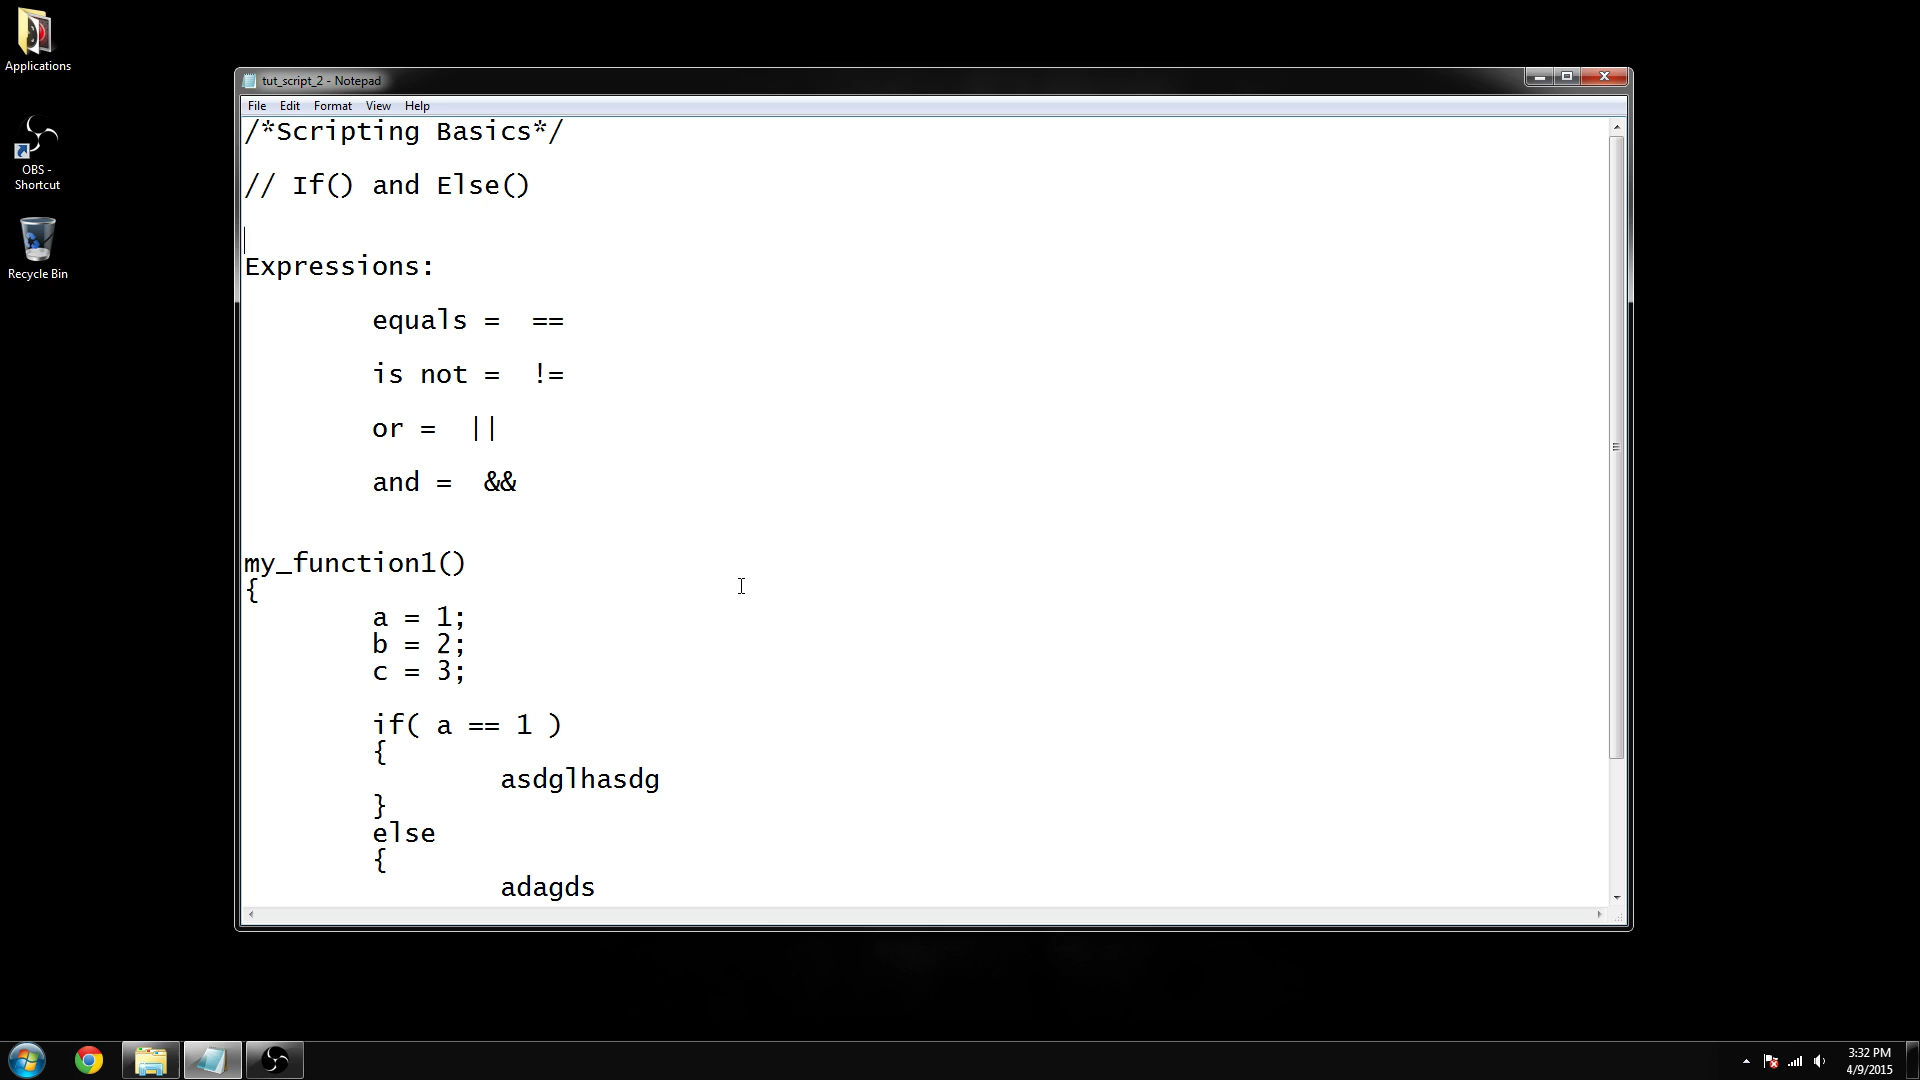 Applications
OBS -
Shortcut
Recycle Bin
tut_script_2 - Notepad
File Edit Format View Help
/*Scripting Basics*/
// If() and Else()
Expressions:
equals =  ==
is not =  !=
or =  ||
and =  &&
my_function1()
{
a = 1;
b = 2;
c = 3;
if( a == 1 )
{
asdglhasdg
}
else
{
adagds
3:32 PM
4/9/2015